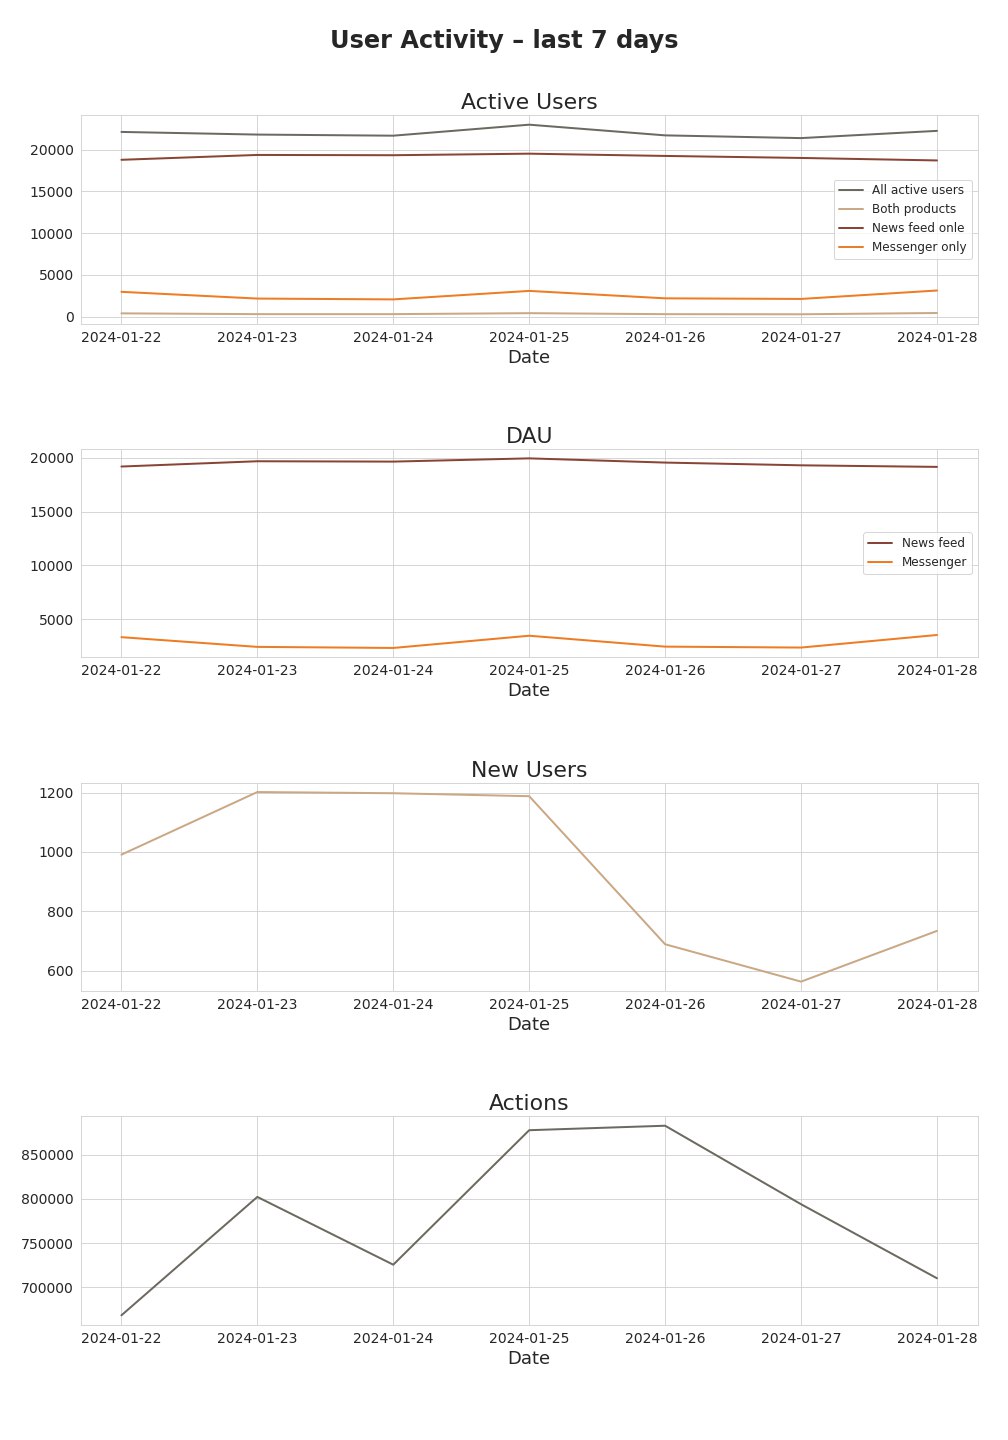 User Activity – last 7 days
Active Users
20000
15000
10000
5000
0
All active users
Both products
News feed onle
Messenger only
2024-01-22 2024-01-23 2024-01-24 2024-01-25 2024-01-26 2024-01-27 2024-01-28
Date
DAU
20000
15000
10000
5000
News feed
Messenger
2024-01-22 2024-01-23 2024-01-24 2024-01-25 2024-01-26 2024-01-27 2024-01-28
Date
New Users
1200
1000
800
600
2024-01-22 2024-01-23 2024-01-24 2024-01-25 2024-01-26 2024-01-27 2024-01-28
Date
Actions
850000
800000
750000
700000
2024-01-22 2024-01-23 2024-01-24 2024-01-25 2024-01-26 2024-01-27 2024-01-28
Date